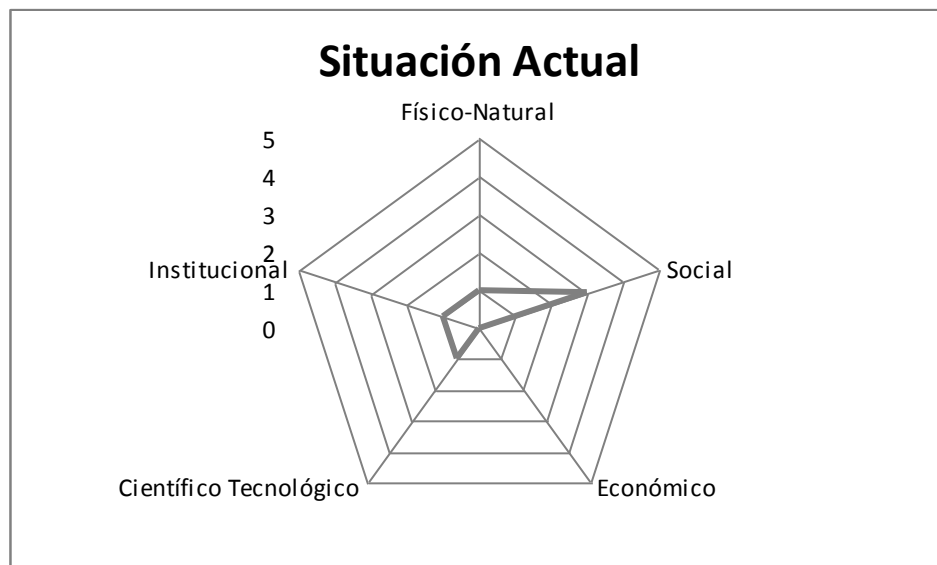 Situación Actual
Físico-Natural
5
4
3
2
Institucional
Social
1
0
Científico Tecnológico
Económico